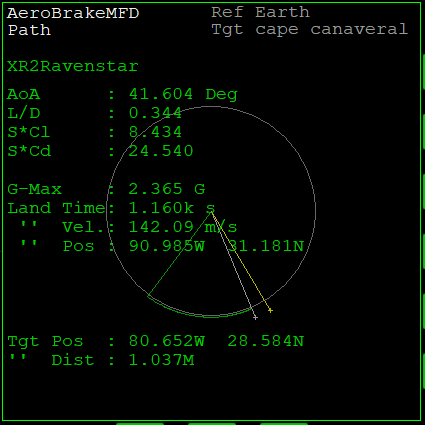 AeroBrakeMFD Ref Earth
Path Tgt cape canaveral
XR2Ravenstar
AoA : 41.604 Deg
L/D : 0.344
S*Cl : 8.434
S*Cd : 24.540
G-Max : 2.365 G
Land Time: 1.160k s
'' Vel.: 142.09 m/s
'' Pos : 90.985W 31.181N
Tgt Pos : 80.652W 28.584N
'' Dist : 1.037M